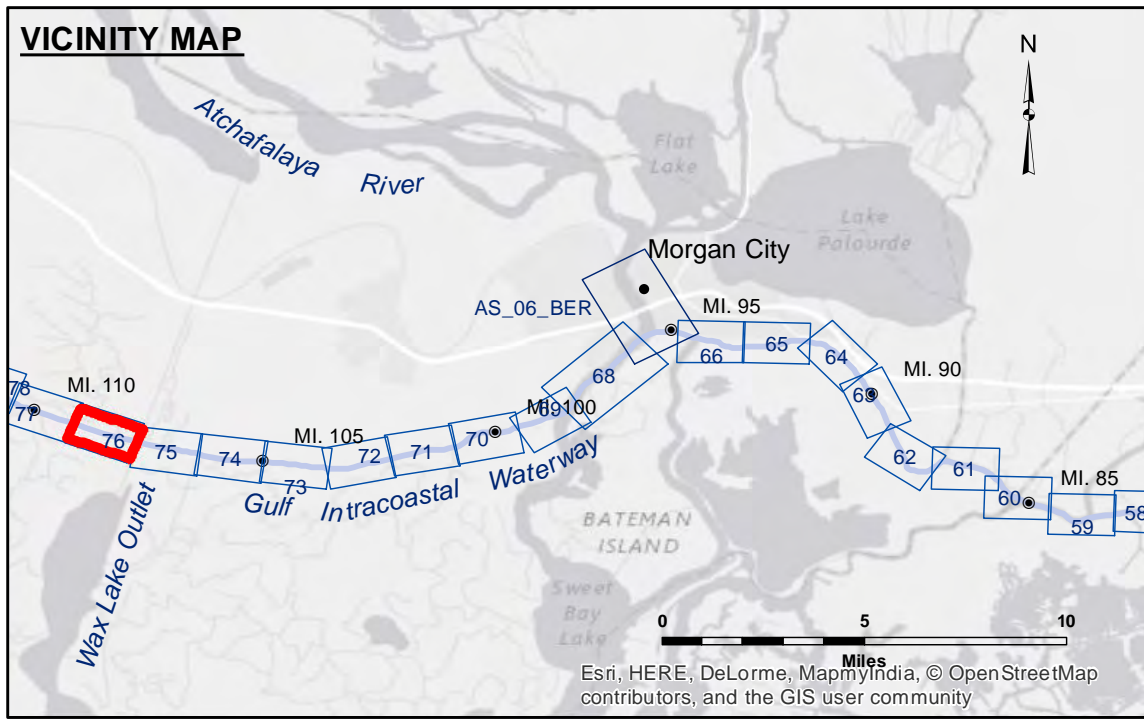 VICINITY MAP
N
Atchafalaya
River
Flat
Lake
Lake
Palourde
Morgan City
AS_06_BER
MI. 95
66
65
64
MI. 90
63
68
78
MI. 110
77
76
75
74
MI. 105
73
72
71
70
MI. 100
69
62
61
60
MI. 85
59
58
Wax Lake Outlet
Gulf Intracoastal Waterway
BATEMAN
ISLAND
Sweet
Bay
Lake
0 5 10
Miles
Esri, HERE, DeLorme, MapmyIndia, © OpenStreetMap
contributors, and the GIS user community